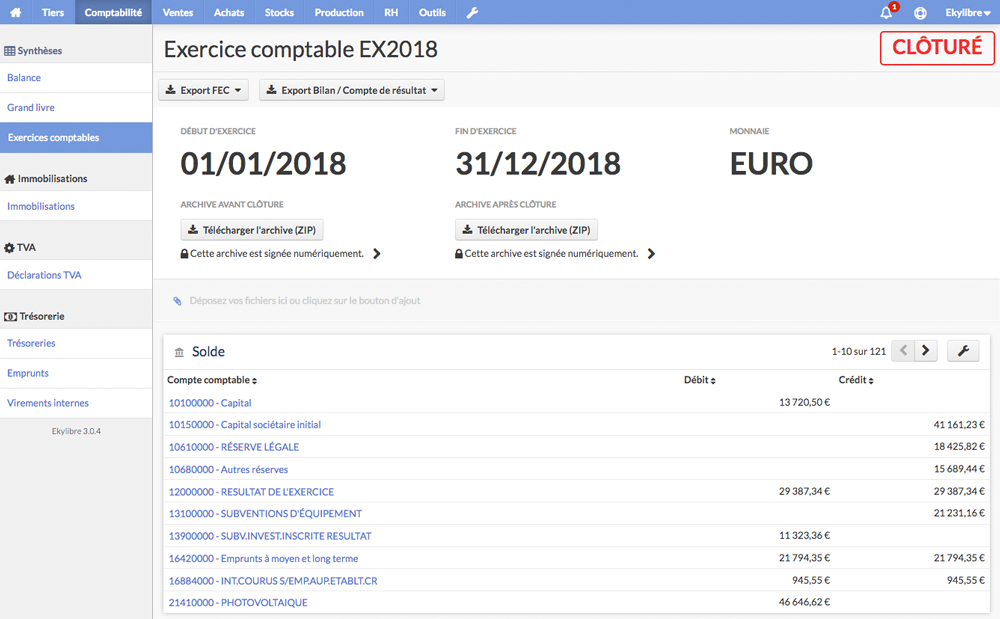 Tiers Comptabilité Ventes Achats Stocks Production RH Outils 1 Ekylibre
Synthèses
Balance
Grand livre
Exercices comptables
Immobilisations
Immobilisations
TVA
Déclarations TVA
Trésorerie
Trésoreries
Emprunts
Virements internes
Ekylibre 3.0.4
Exercice comptable EX2018
CLÔTURÉ
Export FEC Export Bilan / Compte de résultat
DÉBUT D'EXERCICE FIN D'EXERCICE MONNAIE
01/01/2018 31/12/2018 EURO
ARCHIVE AVANT CLÔTURE ARCHIVE APRÈS CLÔTURE
Télécharger l'archive (ZIP) Télécharger l'archive (ZIP)
Cette archive est signée numériquement. Cette archive est signée numériquement.
Déposez vos fichiers ici ou cliquez sur le bouton d'ajout
Solde 1-10 sur 121
Compte comptable Débit Crédit
10100000 - Capital 13 720,50 €
10150000 - Capital sociétaire initial 41 161,23 €
10610000 - RÉSERVE LÉGALE 18 425,82 €
10680000 - Autres réserves 15 689,44 €
12000000 - RESULTAT DE L'EXERCICE 29 387,34 € 29 387,34 €
13100000 - SUBVENTIONS D'ÉQUIPEMENT 21 231,16 €
13900000 - SUBV.INVEST.INSCRITE RESULTAT 11 323,36 €
16420000 - Emprunts à moyen et long terme 21 794,35 € 21 794,35 €
16884000 - INT.COURUS S/EMP.AUP.ETABLT.CR 945,55 € 945,55 €
21410000 - PHOTOVOLTAIQUE 46 646,62 €